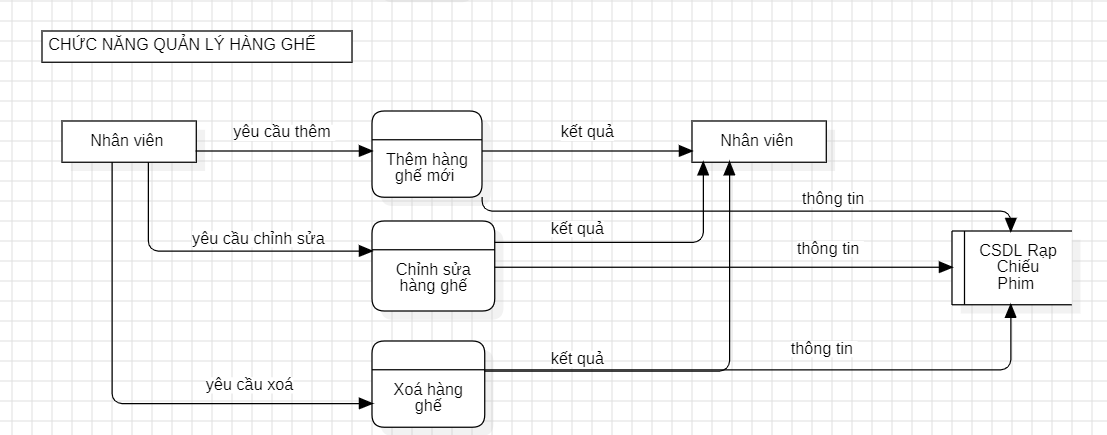 CHỨC NĂNG QUẢN LÝ HÀNG GHẾ
Nhân viên
yêu cầu thêm
Thêm hàng
ghế mới
kết quả
Nhân viên
thông tin
yêu cầu chỉnh sửa
Chỉnh sửa
hàng ghế
kết quả
thông tin
CSDL Rạp
Chiếu
Phim
yêu cầu xoá
Xoá hàng
ghế
kết quả
thông tin